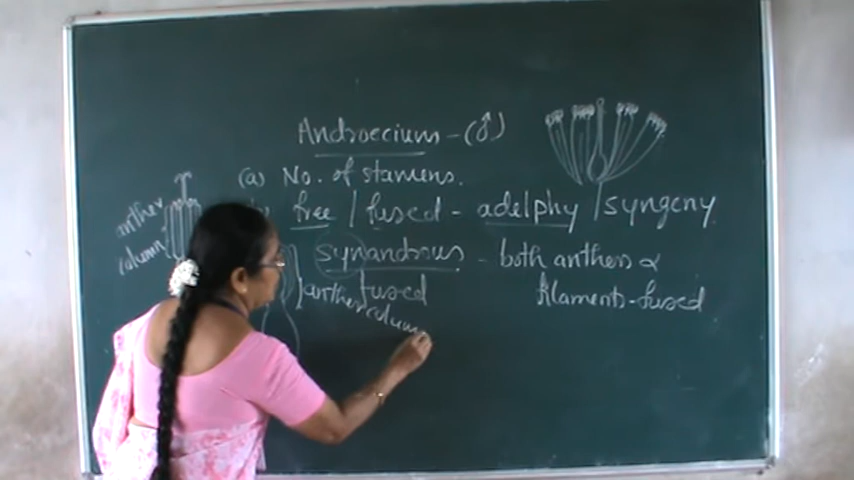 Androecium - (♂)
(a) No. of stamens.
free / fused - adelphy / syngeny
synandrous - both anthers &
fused filaments - fused
anther column
anther
column